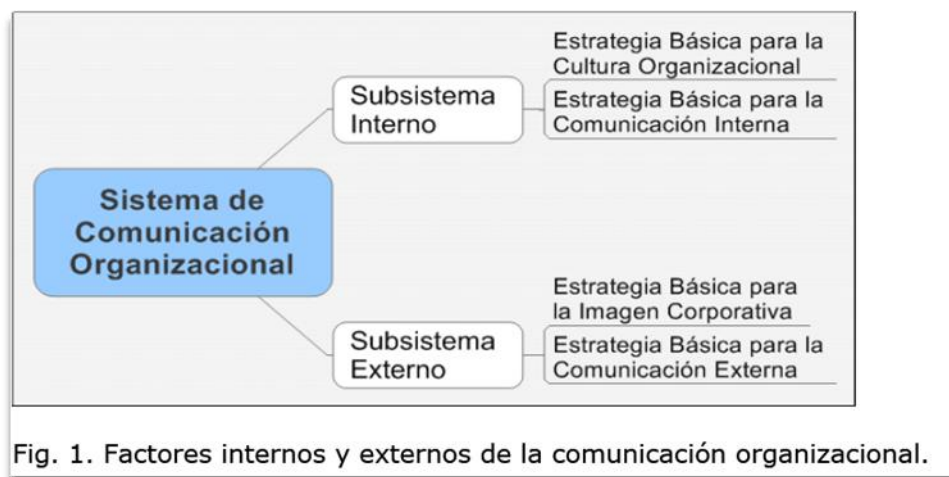 Estrategia Básica para la
Cultura Organizacional
Subsistema
Interno
Estrategia Básica para la
Comunicación Interna
Sistema de
Comunicación
Organizacional
Estrategia Básica para
la Imagen Corporativa
Subsistema
Externo
Estrategia Básica para la
Comunicación Externa
Fig. 1. Factores internos y externos de la comunicación organizacional.